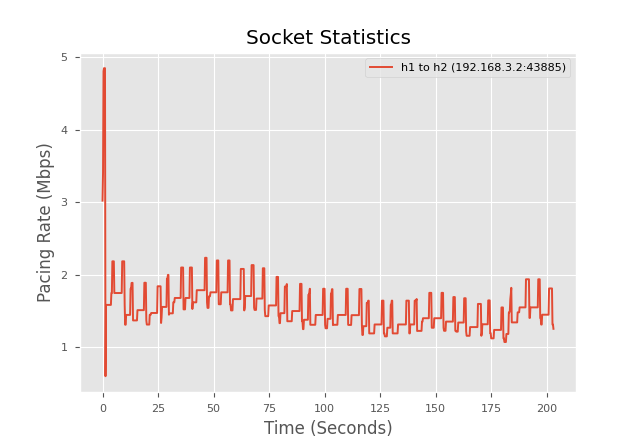 Socket Statistics
h1 to h2 (192.168.3.2:43885)
5
4
3
2
1
Pacing Rate (Mbps)
0 25 50 75 100 125 150 175 200
Time (Seconds)